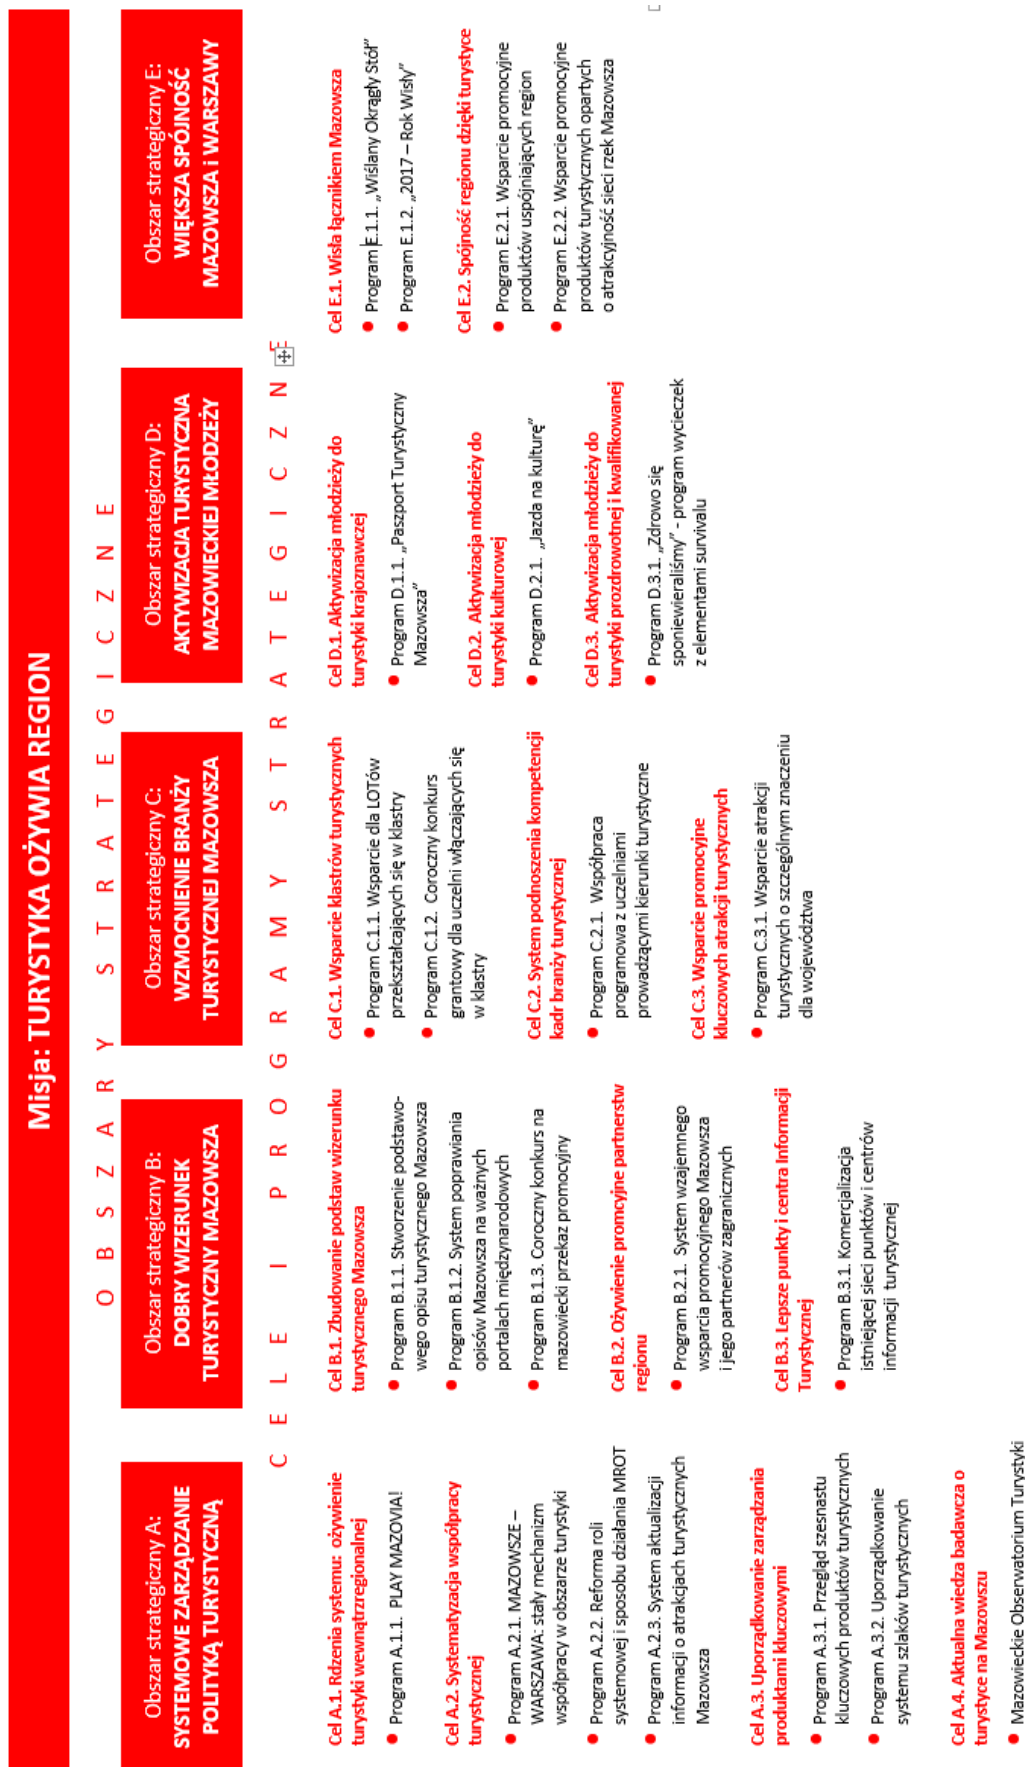 Misja: TURYSTYKA OŻYWIA REGION
OBSZARY STRATEGICZNE
Obszar strategiczny A:
SYSTEMOWE ZARZĄDZANIE
POLITYKĄ TURYSTYCZNĄ
Obszar strategiczny B:
DOBRY WIZERUNEK
TURYSTYCZNY MAZOWSZA
Obszar strategiczny C:
WZMOCNIENIE BRANŻY
TURYSTYCZNEJ MAZOWSZA
Obszar strategiczny D:
AKTYWIZACJA TURYSTYCZNA
MAZOWIECKIEJ MŁODZEŻY
Obszar strategiczny E:
WIĘKSZA SPÓJNOŚĆ
MAZOWSZA i WARSZAWY
CELE I PROGRAMY STRATEGICZNE
Cel A.1. Rdzenia systemu: ożywienie
turystyki wewnątrzregionalnej
● Program A.1.1. PLAY MAZOVIA!
Cel A.2. Systematyzacja współpracy
turystycznej
● Program A.2.1. MAZOWSZE –
WARSZAWA: stały mechanizm
współpracy w obszarze turystyki
● Program A.2.2. Reforma roli
systemowej i sposobu działania MROT
● Program A.2.3. System aktualizacji
informacji o atrakcjach turystycznych
Mazowsza
Cel A.3. Uporządkowanie zarządzania
produktami kluczowymi
● Program A.3.1. Przegląd szesnastu
kluczowych produktów turystycznych
● Program A.3.2. Uporządkowanie
systemu szlaków turystycznych
Cel A.4. Aktualna wiedza badawcza o
turystyce na Mazowszu
● Mazowieckie Obserwatorium Turystyki
Cel B.1. Zbudowanie podstaw wizerunku
turystycznego Mazowsza
● Program B.1.1. Stworzenie podstawo-
wego opisu turystycznego Mazowsza
● Program B.1.2. System poprawiania
opisów Mazowsza na ważnych
portalach międzynarodowych
● Program B.1.3. Coroczny konkurs na
mazowiecki przekaz promocyjny
Cel B.2. Ożywienie promcyjne partnerstw
regionu
● Program B.2.1. System wzajemnego
wsparcia promocyjnego Mazowsza
i jego partnerów zagranicznych
Cel B.3. Lepsze punkty i centra Informacji
Turystycznej
● Program B.3.1. Komercjalizacja
istniejącej sieci punktów i centrów
informacji turystycznej
Cel C.1. Wsparcie klastrów turystycznych
● Program C.1.1. Wsparcie dla LOTów
przekształcających się w klastry
● Program C.1.2. Coroczny konkurs
grantowy dla uczelni włączających się
w klastry
Cel C.2. System podnoszenia kompetencji
kadr branży turystycznej
● Program C.2.1. Współpraca
programowa z uczelniami
prowadzącymi kierunki turystyczne
Cel C.3. Wsparcie promocyjne
kluczowych atrakcji turystycznych
● Program C.3.1. Wsparcie atrakcji
turystycznych o szczególnym znaczeniu
dla województwa
Cel D.1. Aktywizacja młodzieży do
turystyki krajoznawczej
● Program D.1.1. „Paszport Turystyczny
Mazowsza”
Cel D.2. Aktywizacja młodzieży do
turystyki kulturowej
● Program D.2.1. „Jazda na kulturę”
Cel D.3. Aktywizacja młodzieży do
turystyki prozdrowotnej i kwalifikowanej
● Program D.3.1. „Zdrowo się
sponiewieraliśmy” - program wycieczek
z elementami survivalu
Cel E.1. Wisła łącznikiem Mazowsza
● Program E.1.1. „Wiślany Okrągły Stół”
● Program E.1.2. „2017 – Rok Wisły”
Cel E.2. Spójność regionu dzięki turystyce
● Program E.2.1. Wsparcie promocyjne
produktów uspójniających region
● Program E.2.2. Wsparcie promocyjne
produktów turystycznych opartych
o atrakcyjność sieci rzek Mazowsza